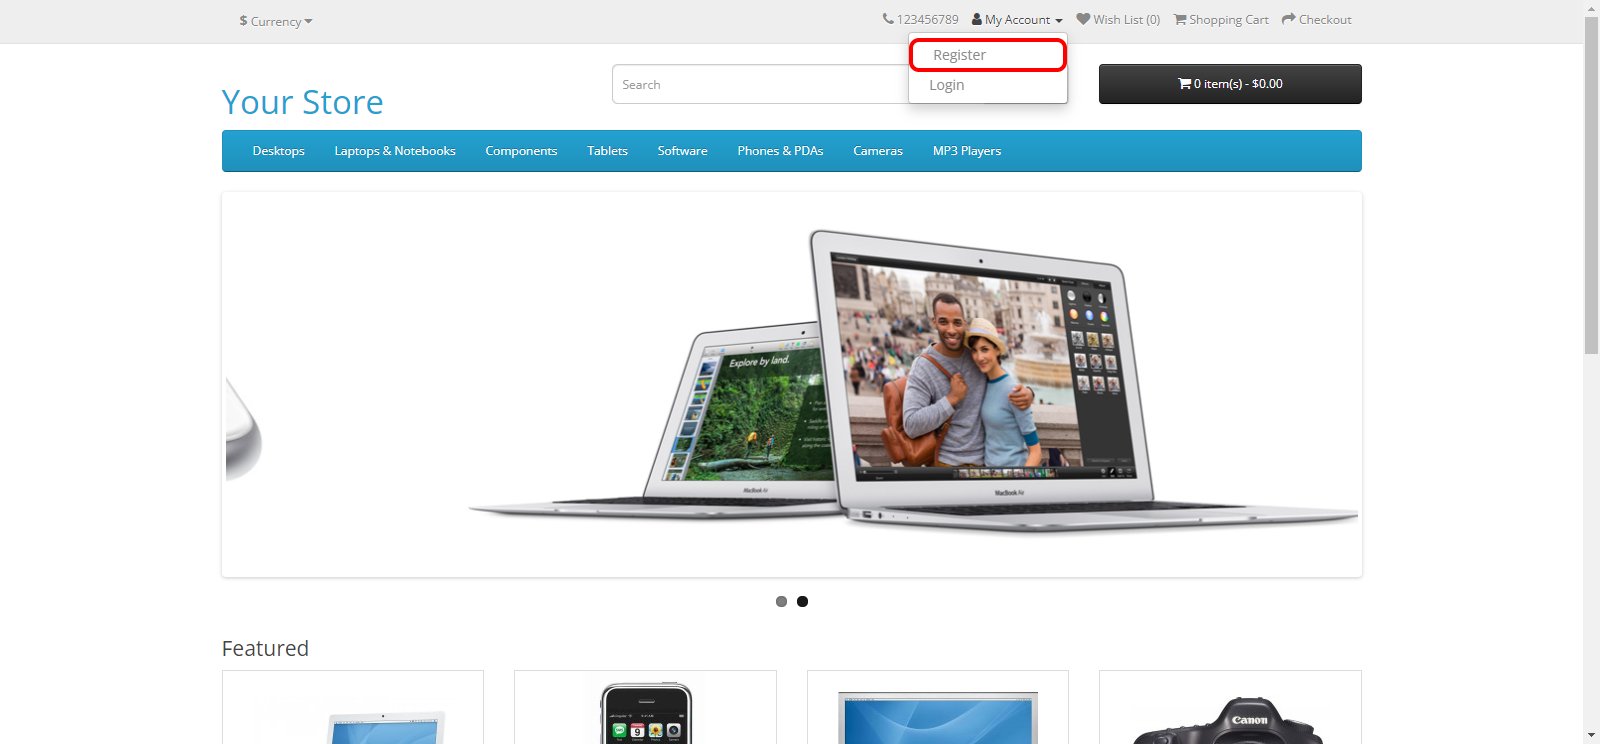 $ Currency
123456789 My Account Wish List (0) Shopping Cart Checkout
Register
Login
Your Store
Search
0 item(s) - $0.00
Desktops Laptops & Notebooks Components Tablets Software Phones & PDAs Cameras MP3 Players
Explore by land.
MacBook Air
MacBook Air
Featured
9
Canon